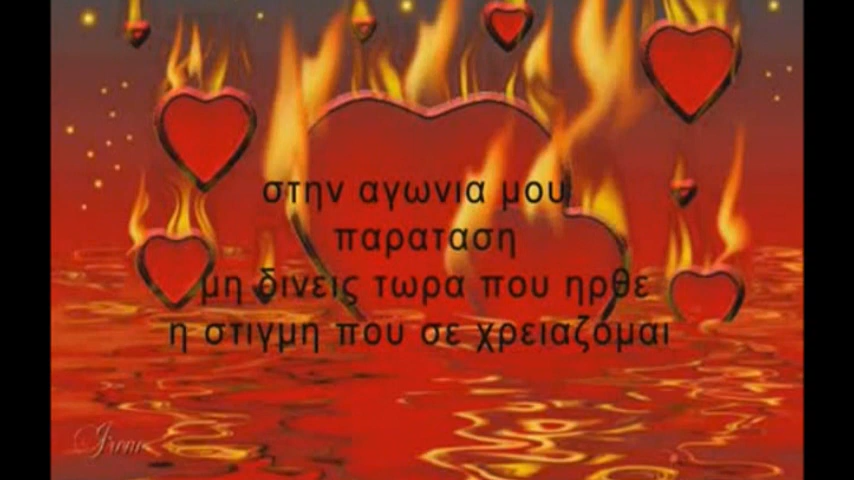 στην αγωνια μου
παραταση
μη δινεις τωρα που ηρθε
η στιγμη που σε χρειαζομαι